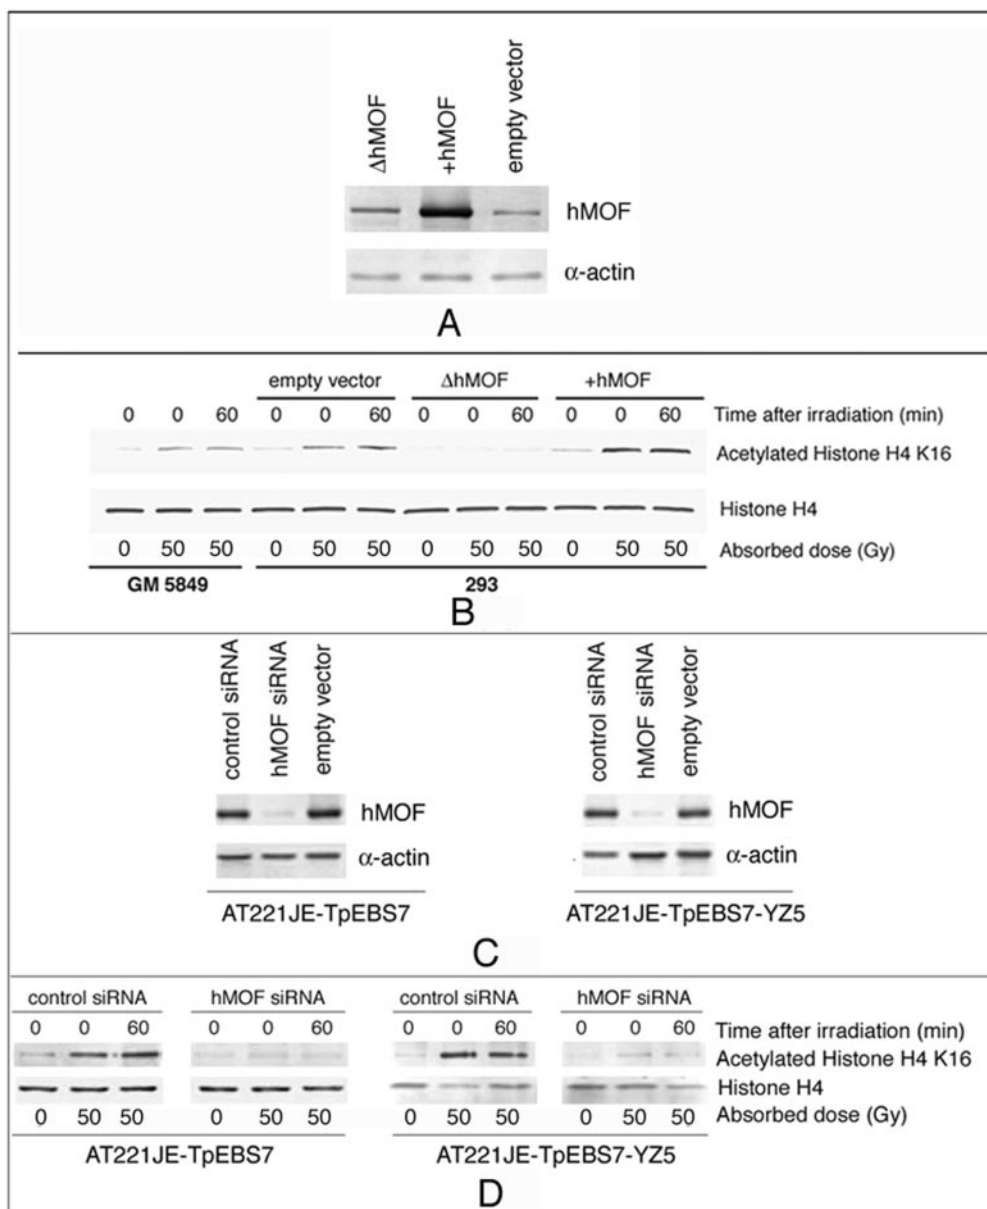 ΔhMOF
+hMOF
empty vector
hMOF
α-actin
A
empty vector ΔhMOF +hMOF
0 0 60 0 0 60 0 0 60 0 0 60 Time after irradiation (min)
Acetylated Histone H4 K16
Histone H4
0 50 50 0 50 50 0 50 50 0 50 50 Absorbed dose (Gy)
GM 5849 293
B
control siRNA
hMOF siRNA
empty vector
hMOF
α-actin
AT221JE-TpEBS7
control siRNA
hMOF siRNA
empty vector
hMOF
α-actin
AT221JE-TpEBS7-YZ5
C
control siRNA hMOF siRNA control siRNA hMOF siRNA
0 0 60 0 0 60 0 0 60 0 0 60 Time after irradiation (min)
Acetylated Histone H4 K16
Histone H4
0 50 50 0 50 50 0 50 50 0 50 50 Absorbed dose (Gy)
AT221JE-TpEBS7 AT221JE-TpEBS7-YZ5
D